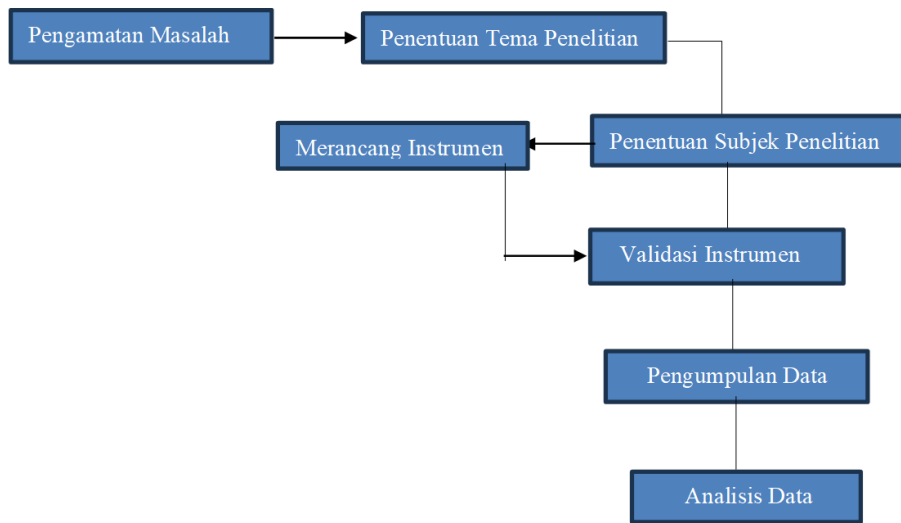 Pengamatan Masalah
Penentuan Tema Penelitian
Penentuan Subjek Penelitian
Merancang Instrumen
Validasi Instrumen
Pengumpulan Data
Analisis Data